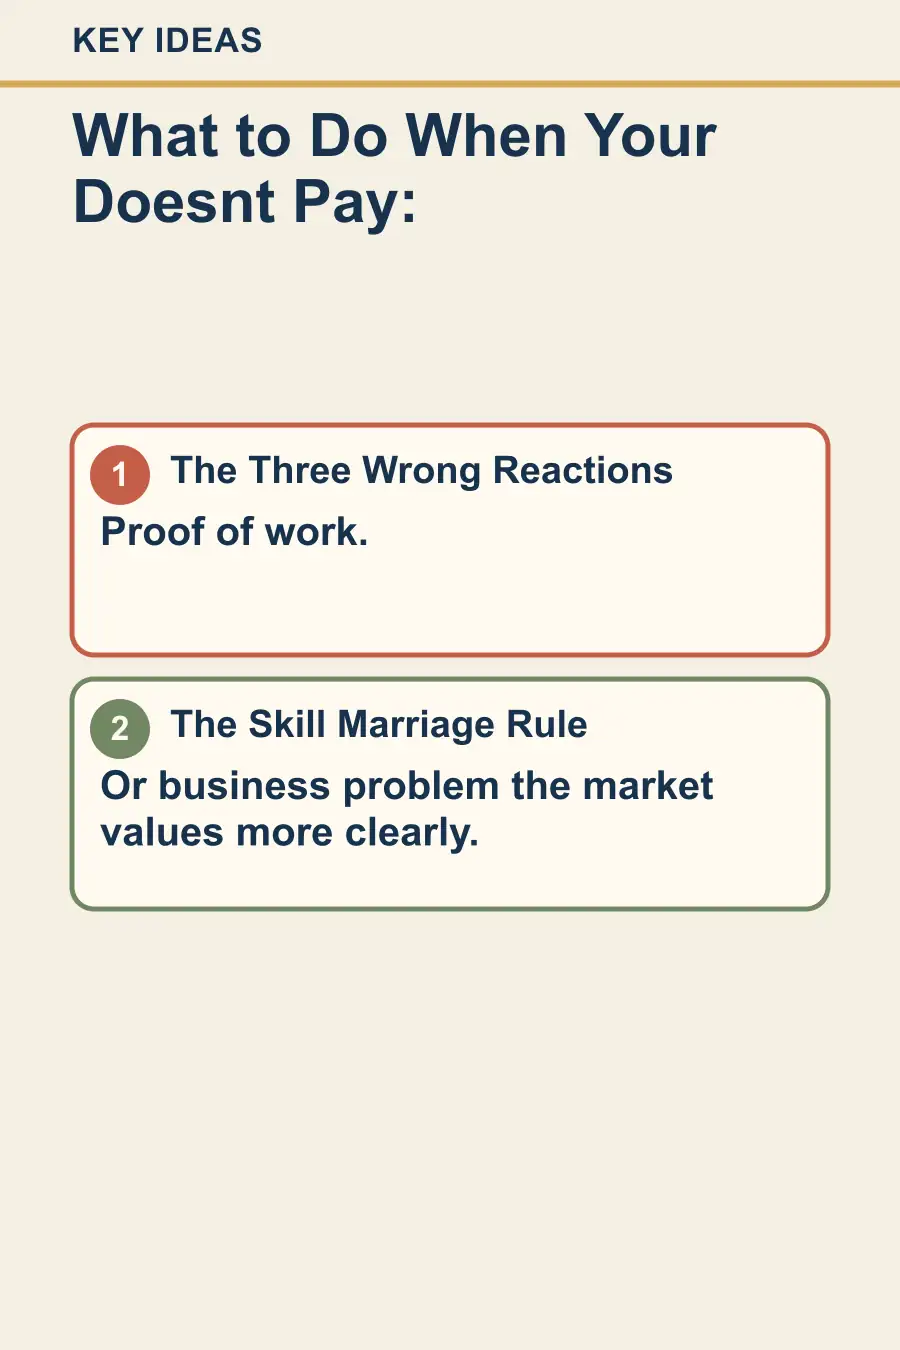 KEY IDEAS
What to Do When Your
Doesnt Pay:
1 The Three Wrong Reactions
Proof of work.
2 The Skill Marriage Rule
Or business problem the market
values more clearly.